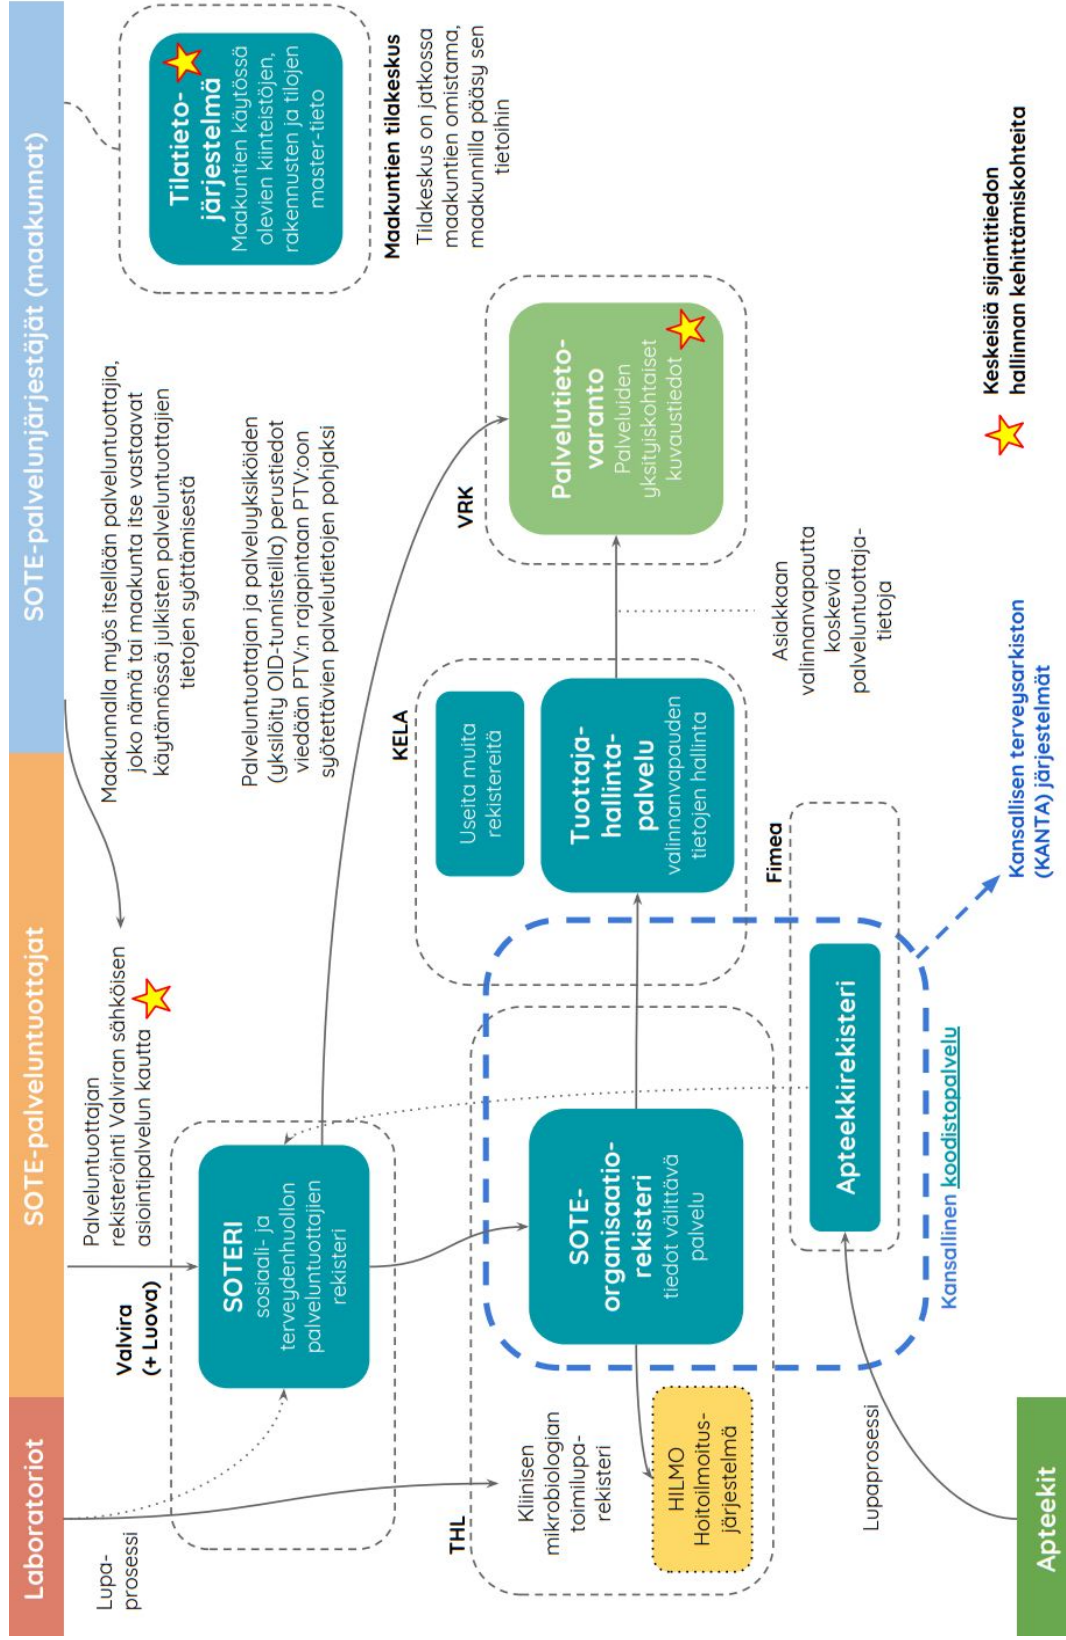 Laboratoriot
SOTE-palveluntuottajat
SOTE-palvelunjärjestäjät (maakunnat)
Lupa-
prosessi
Palveluntuottajan
rekisteröinti Valviran sähköisen
asiointipalvelun kautta
Maakunnalla myös itsellään palveluntuottajia,
joko nämä tai maakunta itse vastaavat
käytännössä julkisten palveluntuottajien
tietojen syöttämisestä
Tilatieto-
järjestelmä
Maakuntien käytössä
olevien kiinteistöjen,
rakennusten ja tilojen
master-tieto
Maakuntien tilakeskus
Tilakeskus on jatkossa
maakuntien omistama,
maakunnilla pääsy sen
tietoihin
Valvira
(+ Luova)
SOTERI
sosiaali- ja
terveydenhuollon
palveluntuottajien
rekisteri
Palveluntuottajan ja palveluyksiköiden
(yksilöity OID-tunnisteilla) perustiedot
viedään PTV:n rajapintaan PTV:oon
syötettävien palvelutietojen pohjaksi
THL
Kliinisen
mikrobiologian
toimilupa-
rekisteri
HILMO
Hoitoilmoitus-
järjestelmä
SOTE-
organisaatio-
rekisteri
tiedot välittävä
palvelu
KELA
Useita muita
rekistereitä
Tuottaja-
hallinta-
palvelu
valinnanvapauden
tietojen hallinta
VRK
Palvelutieto-
varanto
Palveluiden
yksityiskohtaiset
kuvaustiedot
Asiakkaan
valinnanvapautta
koskevia
palveluntuottaja-
tietoja
Fimea
Apteekkirekisteri
Lupaprosessi
Kansallinen koodistopalvelu
Kansallisen terveysarkiston
(KANTA) järjestelmät
Keskeisiä sijaintitiedon
hallinnan kehittämiskohteita
Apteekit